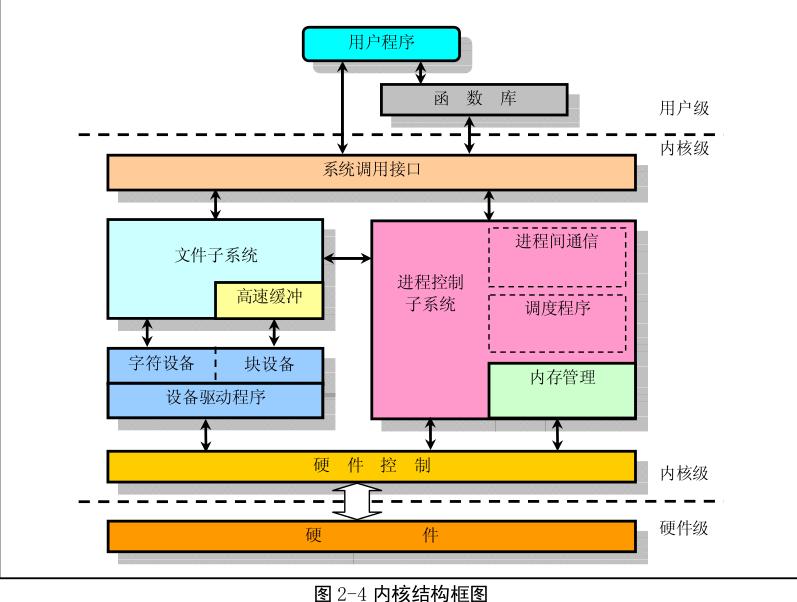 用户程序
函 数 库
用户级
内核级
系统调用接口
文件子系统
高速缓冲
进程控制
子系统
进程间通信
调度程序
内存管理
字符设备
块设备
设备驱动程序
硬 件 控 制
内核级
硬件级
硬 件
图 2-4 内核结构框图